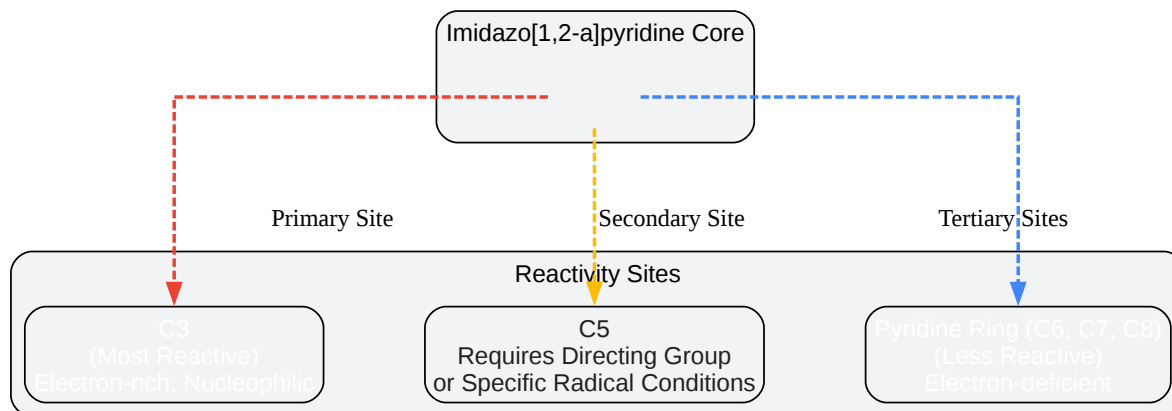 Imidazo[1,2-a]pyridine Core
Primary Site
Secondary Site
Tertiary Sites
Reactivity Sites
C3
(Most Reactive)
Electron-rich, Nucleophilic
C5
Requires Directing Group
or Specific Radical Conditions
Pyridine Ring (C6, C7, C8)
(Less Reactive)
Electron-deficient